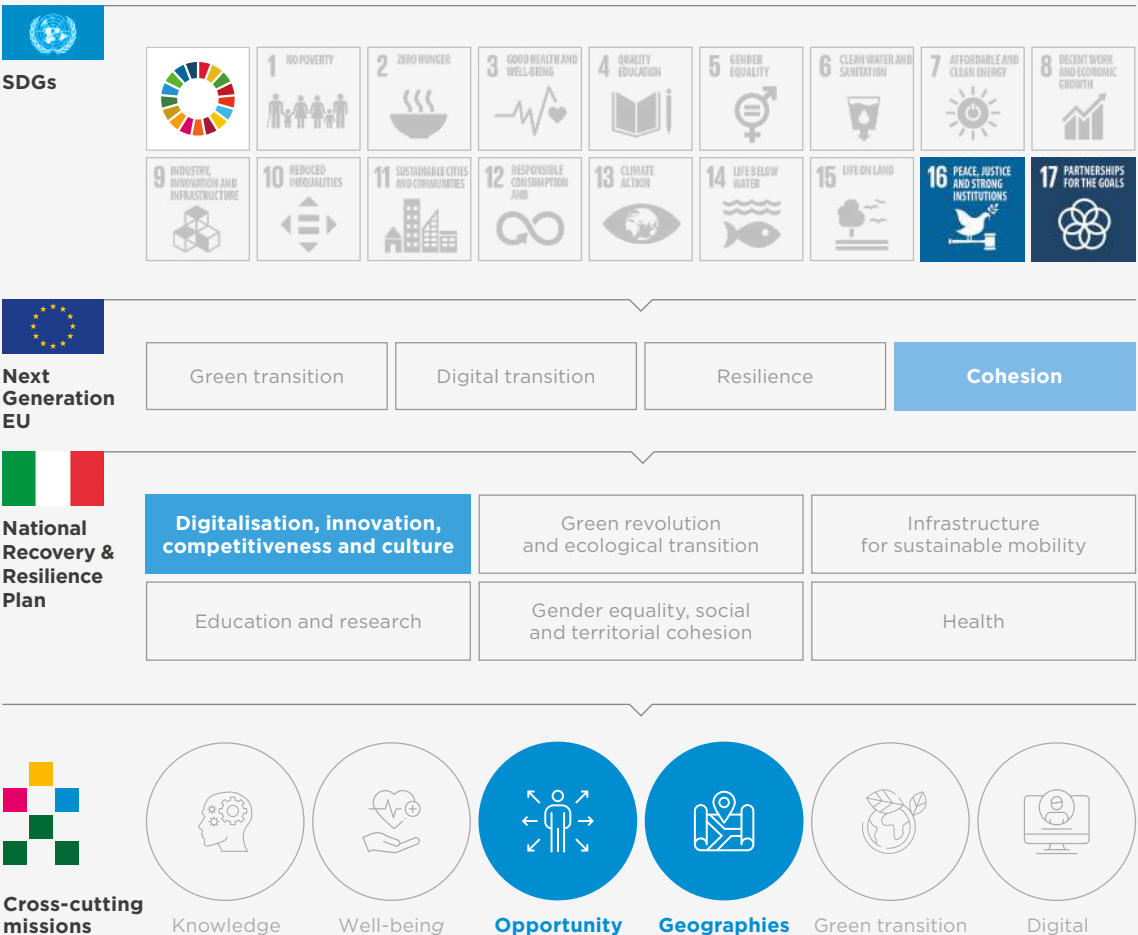 SDGs
1 NO POVERTY
2 ZERO HUNGER
3 GOOD HEALTH AND
WELL-BEING
4 QUALITY
EDUCATION
5 GENDER
EQUALITY
6 CLEAN WATER AND
SANITATION
7 AFFORDABLE AND
CLEAN ENERGY
8 DECENT WORK
AND ECONOMIC
GROWTH
9 INDUSTRY,
INNOVATION AND
INFRASTRUCTURE
10 REDUCED
INEQUALITIES
11 SUSTAINABLE CITIES
AND COMMUNITIES
12 RESPONSIBLE
CONSUMPTION
AND
13 CLIMATE
ACTION
14 LIFE BELOW
WATER
15 LIFE ON LAND
16 PEACE, JUSTICE
AND STRONG
INSTITUTIONS
17 PARTNERSHIPS
FOR THE GOALS
Next
Generation
EU
Green transition
Digital transition
Resilience
Cohesion
National
Recovery &
Resilience
Plan
Digitalisation, innovation,
competitiveness and culture
Green revolution
and ecological transition
Infrastructure
for sustainable mobility
Education and research
Gender equality, social
and territorial cohesion
Health
Cross-cutting
missions
Knowledge
Well-being
Opportunity
Geographies
Green transition
Digital